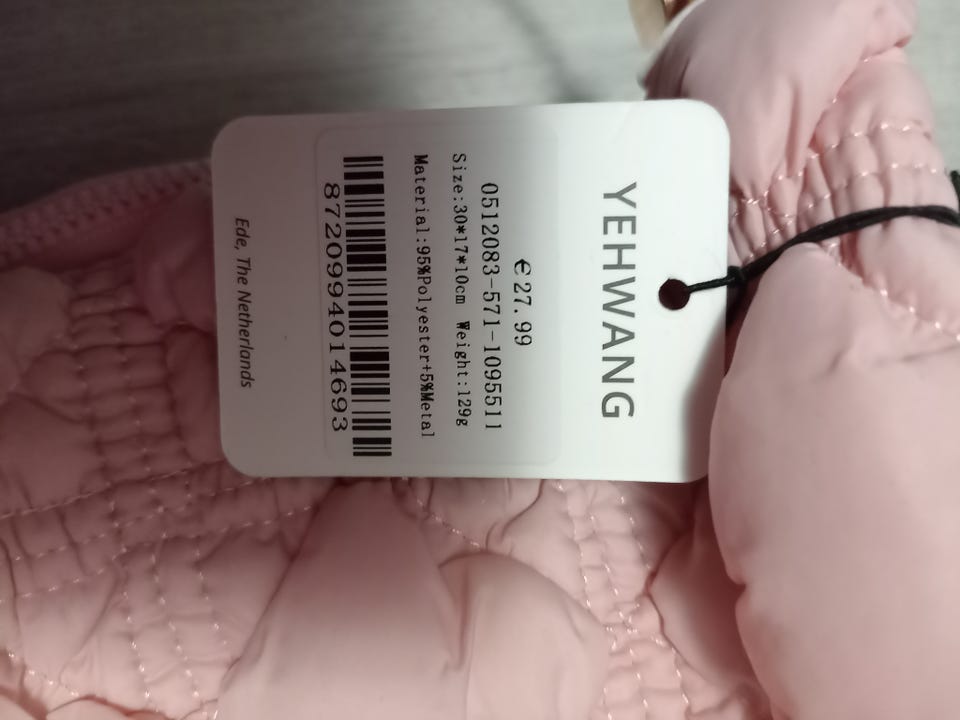 YEHWANG
€27.99
0512083-571-1095511
Size:30*17*10cm Weight:129g
Material:95%Polyester+5%Metal
8720994014693
Ede, The Netherlands